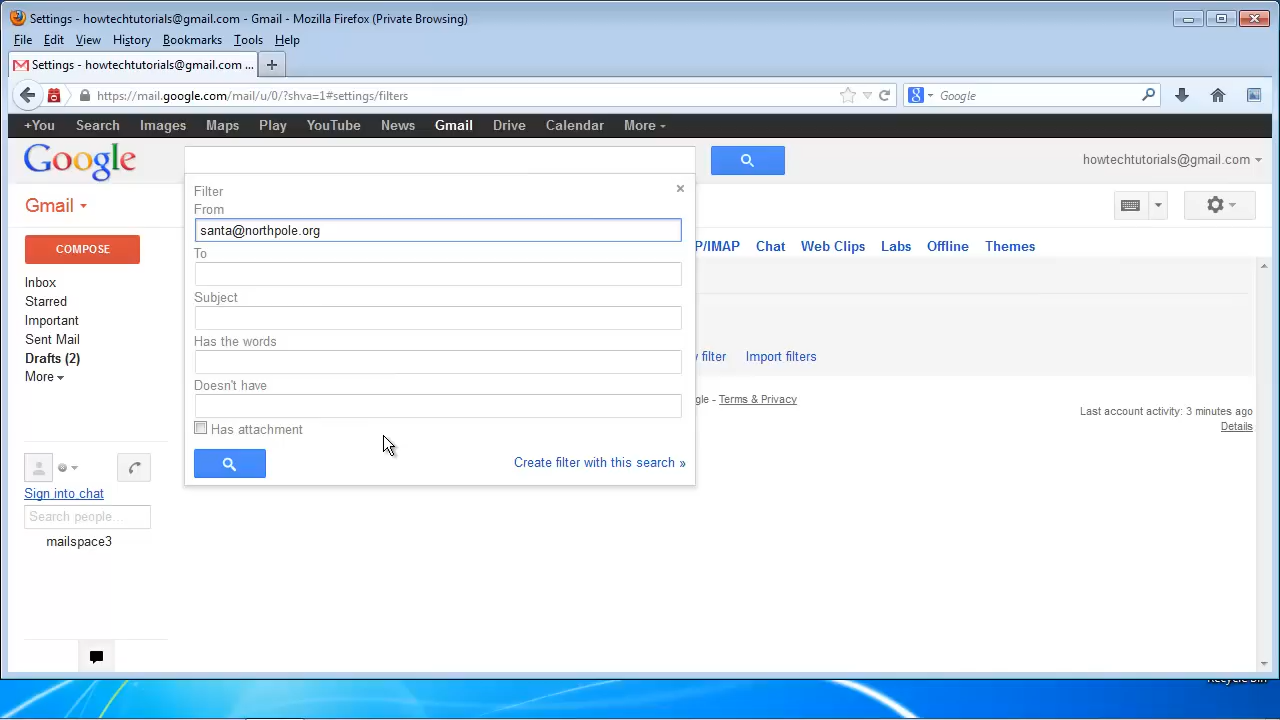 Settings - howtechtutorials@gmail.com - Gmail - Mozilla Firefox (Private Browsing)
File Edit View History Bookmarks Tools Help
Settings - howtechtutorials@gmail.com ...
https://mail.google.com/mail/u/0/?shva=1#settings/filters
Google
+You Search Images Maps Play YouTube News Gmail Drive Calendar More
Google
howtechtutorials@gmail.com
Gmail
Filter
From
santa@northpole.org
To
Subject
Has the words
Doesn't have
Has attachment
Create filter with this search »
COMPOSE
Inbox
Starred
Important
Sent Mail
Drafts (2)
More
P/IMAP Chat Web Clips Labs Offline Themes
filter Import filters
gle - Terms & Privacy
Last account activity: 3 minutes ago
Details
Sign into chat
Search people...
mailspace3
Recycle Bin